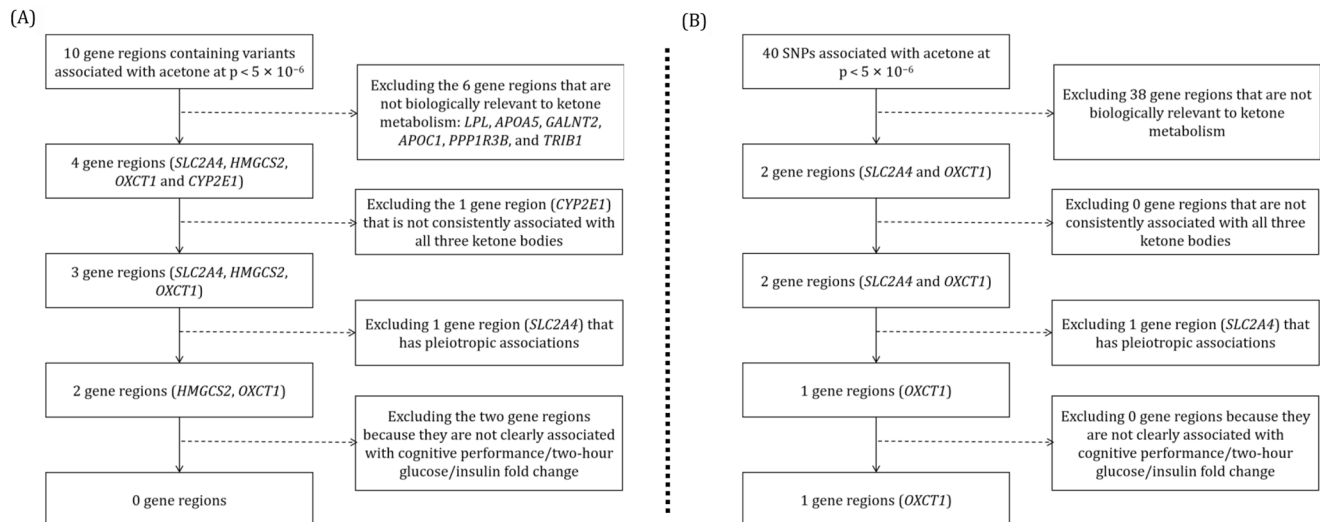 (A)
10 gene regions containing variants
associated with acetone at p < 5 × 10⁻⁶
Excluding the 6 gene regions that are
not biologically relevant to ketone
metabolism: LPL, APOA5, GALNT2,
APOC1, PPP1R3B, and TRIB1
4 gene regions (SLC2A4, HMGCS2,
OXCT1 and CYP2E1)
Excluding the 1 gene region (CYP2E1)
that is not consistently associated with
all three ketone bodies
3 gene regions (SLC2A4, HMGCS2,
OXCT1)
Excluding 1 gene region (SLC2A4) that
has pleiotropic associations
2 gene regions (HMGCS2, OXCT1)
Excluding the two gene regions
because they are not clearly associated
with cognitive performance/two-hour
glucose/insulin fold change
0 gene regions
(B)
40 SNPs associated with acetone at
p < 5 × 10⁻⁶
Excluding 38 gene regions that are not
biologically relevant to ketone
metabolism
2 gene regions (SLC2A4 and OXCT1)
Excluding 0 gene regions that are not
consistently associated with all three
ketone bodies
2 gene regions (SLC2A4 and OXCT1)
Excluding 1 gene region (SLC2A4) that
has pleiotropic associations
1 gene regions (OXCT1)
Excluding 0 gene regions because they
are not clearly associated with
cognitive performance/two-hour
glucose/insulin fold change
1 gene regions (OXCT1)